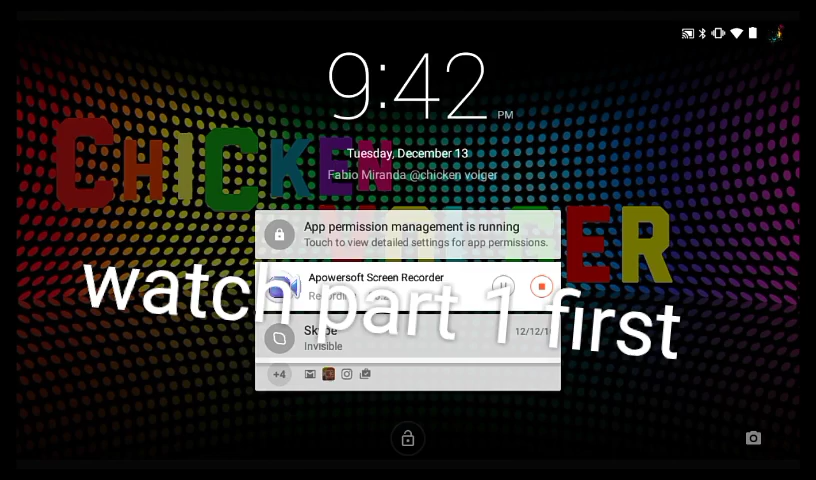 9:42 PM
CHICKEN
Tuesday, December 13
Fabio Miranda @chicken volger
App permission management is running
Touch to view detailed settings for app permissions.
Apowersoft Screen Recorder
watch part 1 first
Skype
12/12/1
Invisible
+4